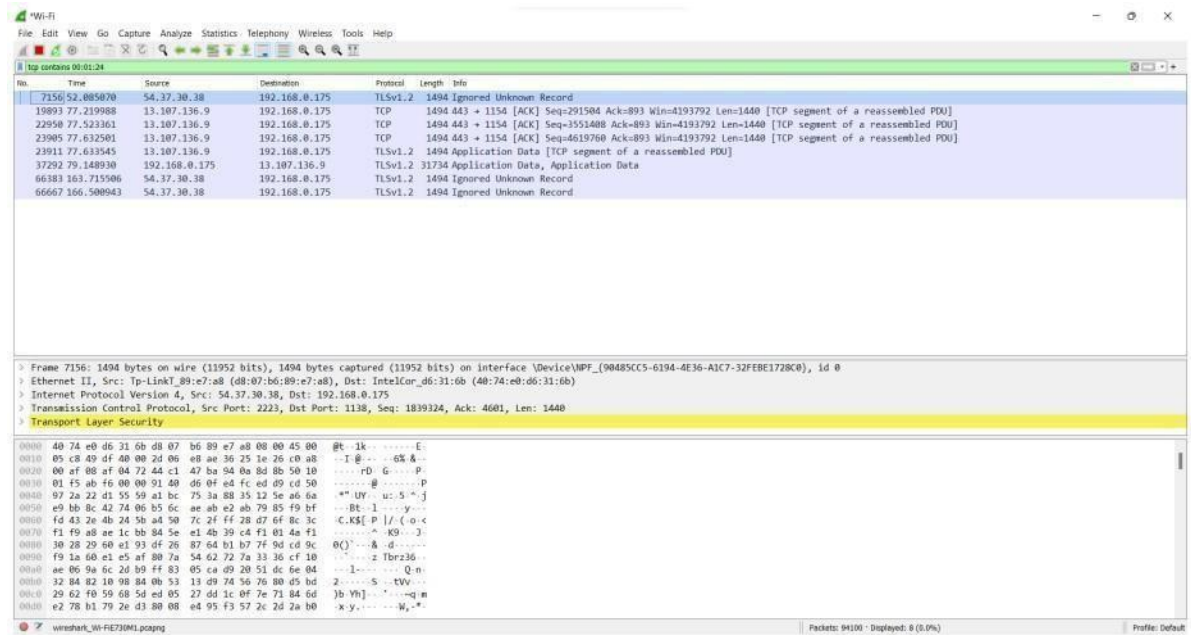 *Wi-Fi
File Edit View Go Capture Analyze Statistics Telephony Wireless Tools Help
tcp contains 00:01:24
No. Time Source Destination Protocol Length Info
7156 52.085070 54.37.30.38 192.168.0.175 TLSv1.2 1494 Ignored Unknown Record
19893 77.219988 13.107.136.9 192.168.0.175 TCP 1494 443 → 1154 [ACK] Seq=291504 Ack=893 Win=4193792 Len=1440 [TCP segment of a reassembled PDU]
22950 77.523361 13.107.136.9 192.168.0.175 TCP 1494 443 → 1154 [ACK] Seq=3551408 Ack=893 Win=4193792 Len=1440 [TCP segment of a reassembled PDU]
23905 77.632501 13.107.136.9 192.168.0.175 TCP 1494 443 → 1154 [ACK] Seq=4619760 Ack=893 Win=4193792 Len=1440 [TCP segment of a reassembled PDU]
23911 77.633545 13.107.136.9 192.168.0.175 TLSv1.2 1494 Application Data [TCP segment of a reassembled PDU]
37292 79.148930 192.168.0.175 13.107.136.9 TLSv1.2 31734 Application Data, Application Data
66383 163.715506 54.37.30.38 192.168.0.175 TLSv1.2 1494 Ignored Unknown Record
66667 166.500943 54.37.30.38 192.168.0.175 TLSv1.2 1494 Ignored Unknown Record
> Frame 7156: 1494 bytes on wire (11952 bits), 1494 bytes captured (11952 bits) on interface \Device\NPF_{90485CC5-6194-4E36-A1C7-32FEBE1728C0}, id 0
> Ethernet II, Src: Tp-LinkT_89:e7:a8 (d8:07:b6:89:e7:a8), Dst: IntelCor_d6:31:6b (40:74:e0:d6:31:6b)
> Internet Protocol Version 4, Src: 54.37.30.38, Dst: 192.168.0.175
> Transmission Control Protocol, Src Port: 2223, Dst Port: 1138, Seq: 1839324, Ack: 4601, Len: 1440
> Transport Layer Security
0000 40 74 e0 d6 31 6b d8 07 b6 89 e7 a8 08 00 45 00 @t··1k·· ······E·
0010 05 c8 49 df 40 00 2d 06 e8 ae 36 25 1e 26 c0 a8 ··I·@·-· ··6%·&··
0020 00 af 08 af 04 72 44 c1 47 ba 94 0a 8d 8b 50 10 ·····rD· G·····P·
0030 01 f5 ab f6 00 00 91 40 d6 0f e4 fc ed d9 cd 50 ·······@ ·······P
0040 97 2a 22 d1 55 59 a1 bc 75 3a 88 35 12 5e a6 6a ·*"·UY·· u:·5·^·j
0050 e9 bb 8c 42 74 06 b5 6c ae ab e2 ab 79 85 f9 bf ···Bt··l ····y···
0060 fd 43 2e 4b 24 5b a4 50 7c 2f ff 28 d7 6f 8c 3c ·C.K$[·P |/·(·o·<
0070 f1 f9 a8 ae 1c bb 84 5e e1 4b 39 c4 f1 01 4a f1 ·······^ ·K9···J·
0080 30 28 29 60 e1 93 df 26 87 64 b1 b7 7f 9d cd 9c 0()`···& ·d······
0090 f9 1a 60 e1 e5 af 80 7a 54 62 72 7a 33 36 cf 10 ··`····z Tbrz36··
00a0 ae 06 9a 6c 2d b9 ff 83 05 ca d9 20 51 dc 6e 04 ···l-··· ··· Q·n·
00b0 32 84 82 10 98 84 0b 53 13 d9 74 56 76 80 d5 bd 2······S ··tVv···
00c0 29 62 f0 59 68 5d ed 05 27 dd 1c 0f 7e 71 84 6d )b·Yh]·· '···~q·m
00d0 e2 78 b1 79 2e d3 80 08 e4 95 f3 57 2c 2d 2a b0 ·x·y.··· ···W,-*·
wireshark_Wi-FiE730M1.pcapng Packets: 94100 · Displayed: 8 (0.0%) Profile: Default